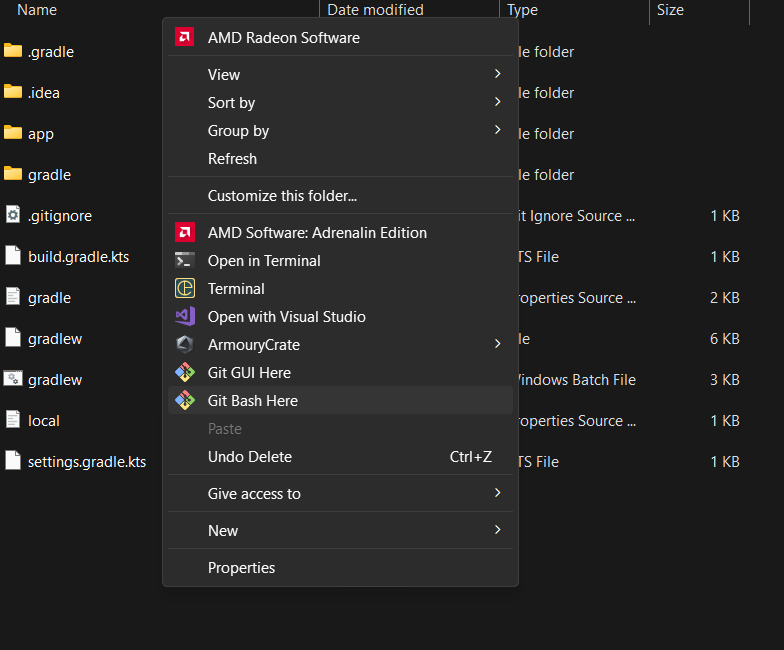 Name Date modified Type Size
AMD Radeon Software
.gradle le folder
View
.idea le folder
Sort by
Group by
app le folder
Refresh
gradle le folder
Customize this folder...
.gitignore it Ignore Source ... 1 KB
AMD Software: Adrenalin Edition
build.gradle.kts TS File 1 KB
Open in Terminal
Terminal
gradle roperties Source ... 2 KB
Open with Visual Studio
gradlew le 6 KB
ArmouryCrate
Git GUI Here
gradlew Windows Batch File 3 KB
Git Bash Here
local roperties Source ... 1 KB
Paste
Undo Delete Ctrl+Z
settings.gradle.kts TS File 1 KB
Give access to
New
Properties